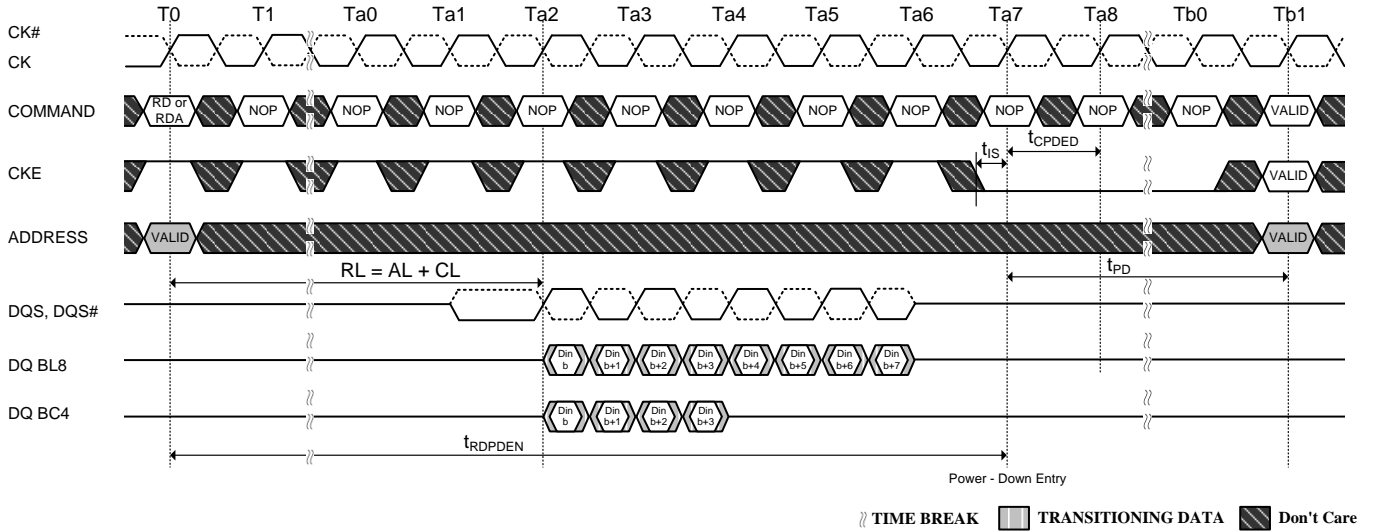 T0 T1 Ta0 Ta1 Ta2 Ta3 Ta4 Ta5 Ta6 Ta7 Ta8 Tb0 Tb1
CK#
CK
COMMAND RD or RDA NOP NOP NOP NOP NOP NOP NOP NOP NOP NOP NOP VALID
tIS tCPDED
CKE VALID
ADDRESS VALID VALID
RL = AL + CL tPD
DQS, DQS#
DQ BL8 Din b Din b+1 Din b+2 Din b+3 Din b+4 Din b+5 Din b+6 Din b+7
DQ BC4 Din b Din b+1 Din b+2 Din b+3
tRDPDEN
Power - Down Entry
TIME BREAK TRANSITIONING DATA Don't Care